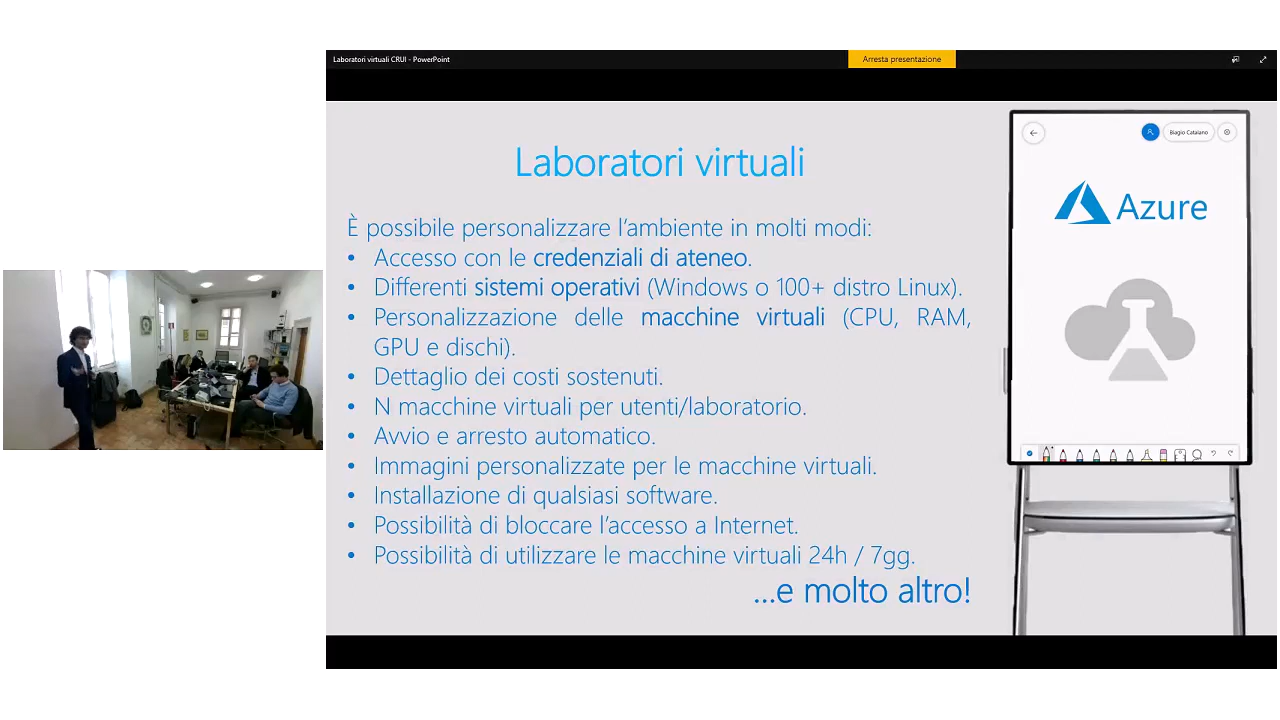 Laboratori virtuali CRUI - PowerPoint
Arresta presentazione
Laboratori virtuali
È possibile personalizzare l'ambiente in molti modi:
• Accesso con le credenziali di ateneo.
• Differenti sistemi operativi (Windows o 100+ distro Linux).
• Personalizzazione delle macchine virtuali (CPU, RAM,
GPU e dischi).
• Dettaglio dei costi sostenuti.
• N macchine virtuali per utenti/laboratorio.
• Avvio e arresto automatico.
• Immagini personalizzate per le macchine virtuali.
• Installazione di qualsiasi software.
• Possibilità di bloccare l'accesso a Internet.
• Possibilità di utilizzare le macchine virtuali 24h / 7gg.
...e molto altro!
Biagio Catalano
Azure